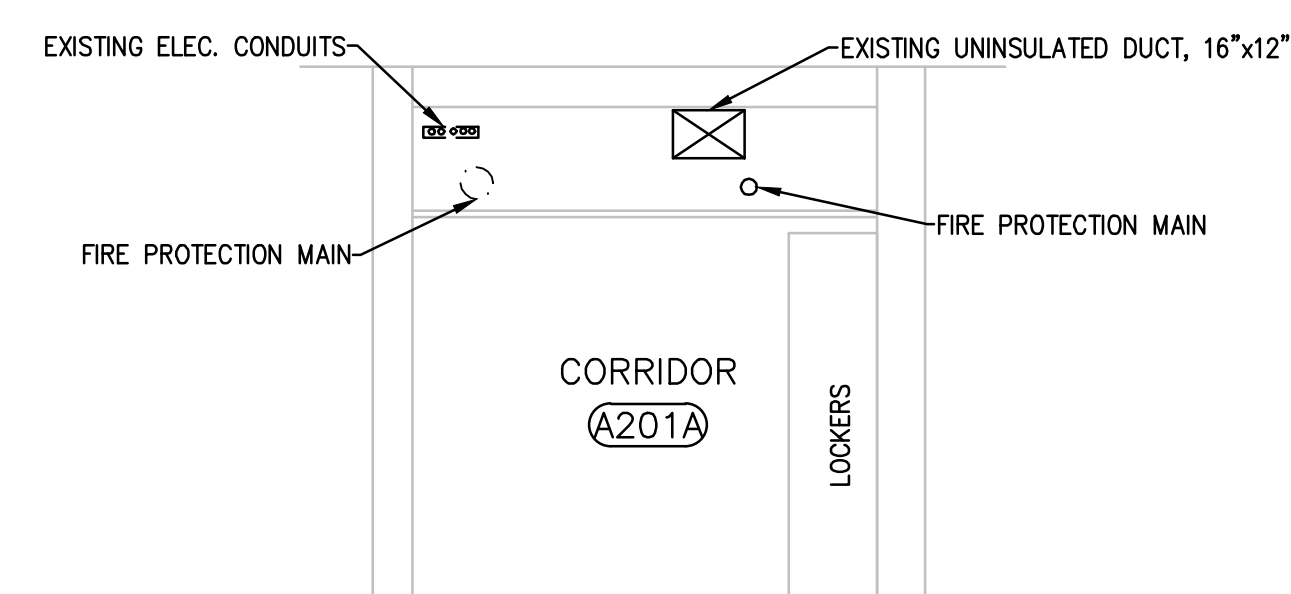 EXISTING ELEC. CONDUITS
EXISTING UNINSULATED DUCT, 16”x12”
FIRE PROTECTION MAIN
FIRE PROTECTION MAIN
CORRIDOR
A201A
LOCKERS